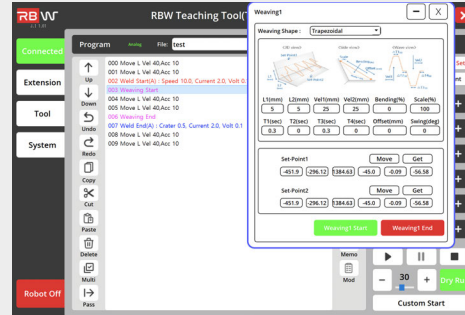 RBW
RBW Teaching Tool(
Connected
Extension
Tool
System
Robot Off
Program
Analog
File: test
Up
Down
Undo
Redo
Copy
Cut
Paste
Delete
Multi
Pass
000 Move L Vel 40,Acc 10
001 Move L Vel 40,Acc 10
002 Weld Start(A) : Speed 10.0, Current 2.0, Volt 0.
003 Weaving Start
004 Move L Vel 40,Acc 10
005 Move L Vel 40,Acc 10
006 Weaving End
007 Weld End(A) : Crater 0.5, Current 2.0, Volt 0.1
008 Move L Vel 40,Acc 10
009 Move L Vel 40,Acc 10
Weaving1
X
Weaving Shape :
Trapezoidal
L1(mm) L2(mm) Vel1(mm) Vel2(mm) Bending(%) Scale(%)
5 5 25 25 0 100
T1(sec) T2(sec) T3(sec) T4(sec) Offset(mm) Swing(deg)
0.3 0 0.3 0 0 0
Set-Point1 Move Get
-451.9 -296.12 1384.63 -45.0 -0.09 -56.58
Set-Point2 Move Get
-451.9 -296.12 1384.63 -45.0 -0.09 -56.58
Weaving1 Start Weaving1 End
Memo
Mod
Set
nt
- 30 + Dry Ru
Custom Start